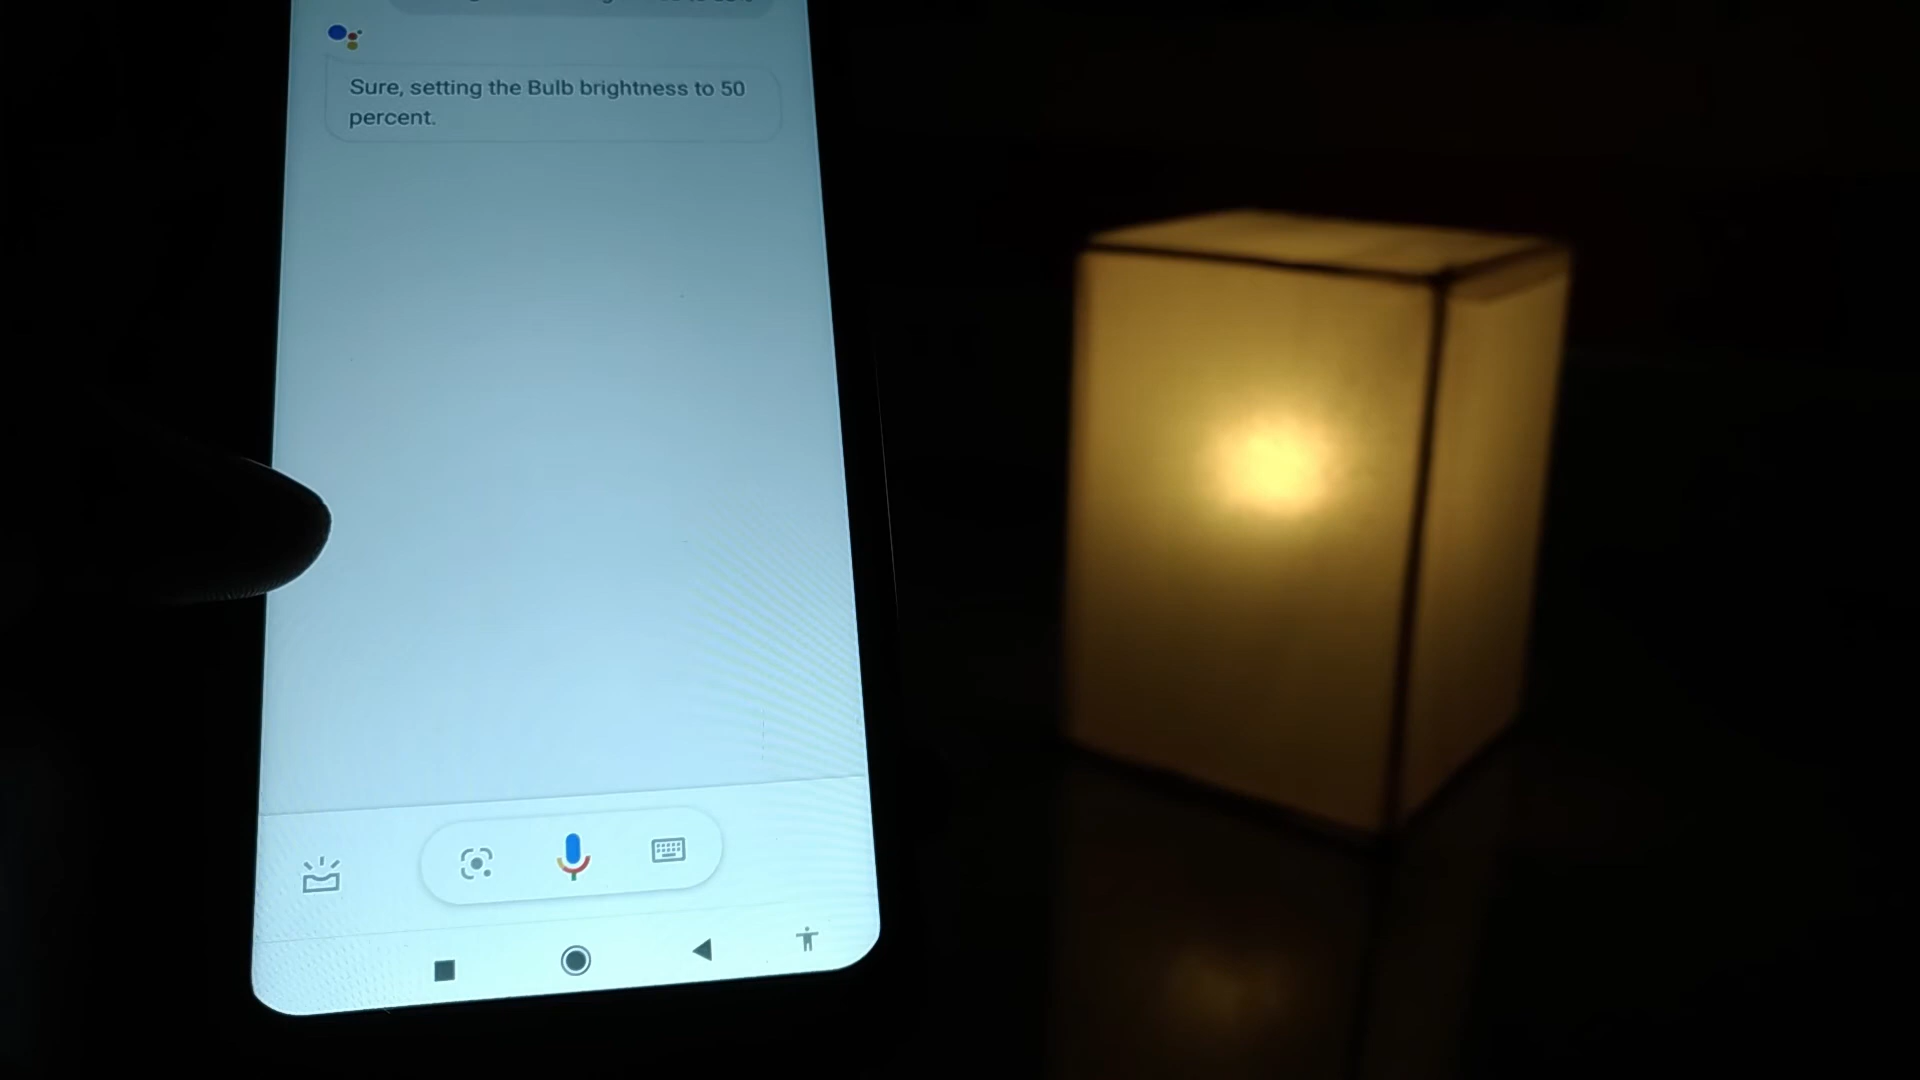 Sure, setting the Bulb brightness to 50
percent.